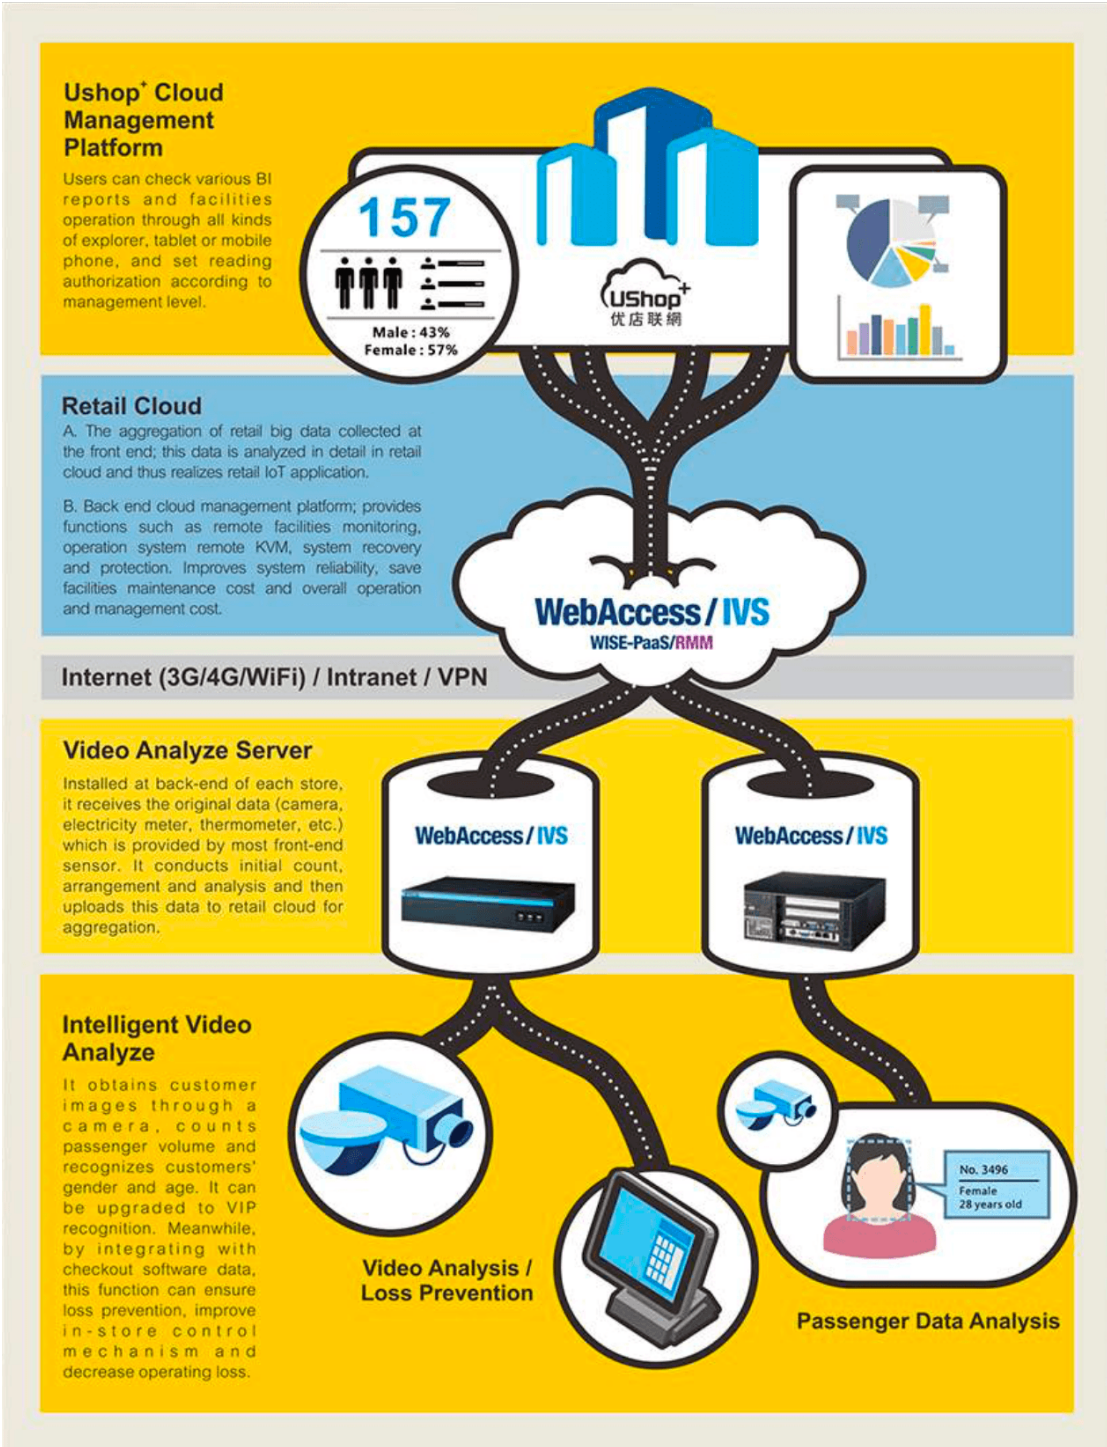 Ushop+ Cloud
Management
Platform
Users can check various BI
reports and facilities
operation through all kinds
of explorer, tablet or mobile
phone, and set reading
authorization according to
management level.
157
Male : 43%
Female : 57%
UShop+
优店联網
Retail Cloud
A. The aggregation of retail big data collected at
the front end; this data is analyzed in detail in retail
cloud and thus realizes retail IoT application.
B. Back end cloud management platform; provides
functions such as remote facilities monitoring,
operation system remote KVM, system recovery
and protection. Improves system reliability, save
facilities maintenance cost and overall operation
and management cost.
WebAccess/IVS
WISE-PaaS/RMM
Internet (3G/4G/WiFi) / Intranet / VPN
Video Analyze Server
Installed at back-end of each store,
it receives the original data (camera,
electricity meter, thermometer, etc.)
which is provided by most front-end
sensor. It conducts initial count,
arrangement and analysis and then
uploads this data to retail cloud for
aggregation.
WebAccess/IVS
WebAccess/IVS
Intelligent Video
Analyze
It obtains customer
images through a
camera, counts
passenger volume and
recognizes customers'
gender and age. It can
be upgraded to VIP
recognition. Meanwhile,
by integrating with
checkout software data,
this function can ensure
loss prevention, improve
in-store control
mechanism and
decrease operating loss.
Video Analysis /
Loss Prevention
No. 3496
Female
28 years old
Passenger Data Analysis